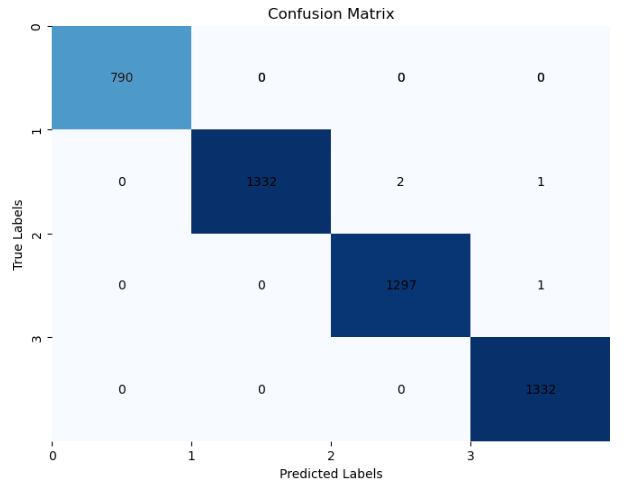 Confusion Matrix
0
790 0 0 0
1
0 1332 2 1
2
0 0 1297 1
3
0 0 0 1332
True Labels
0 1 2 3
Predicted Labels